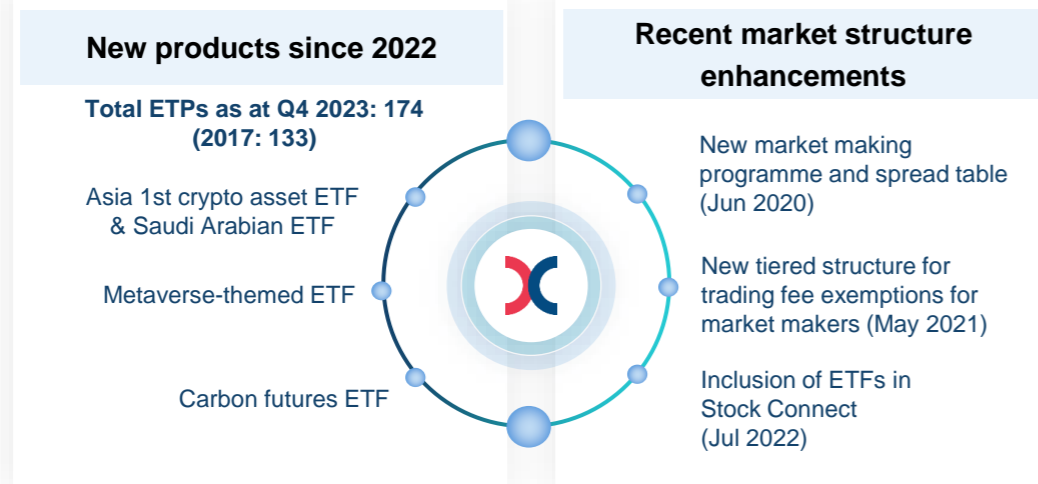 New products since 2022
Total ETPs as at Q4 2023: 174
(2017: 133)
Asia 1st crypto asset ETF
& Saudi Arabian ETF
Metaverse-themed ETF
Carbon futures ETF
Recent market structure
enhancements
New market making
programme and spread table
(Jun 2020)
New tiered structure for
trading fee exemptions for
market makers (May 2021)
Inclusion of ETFs in
Stock Connect
(Jul 2022)